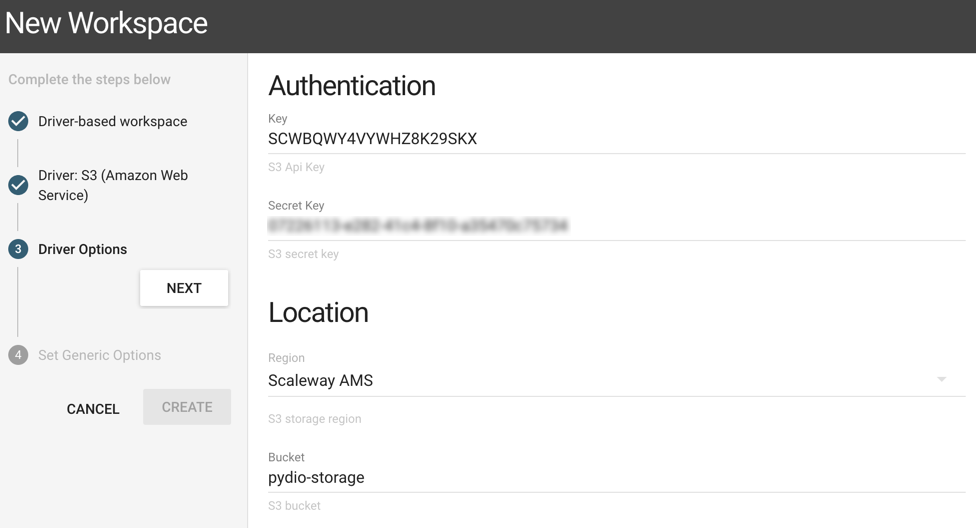 New Workspace
Complete the steps below
Driver-based workspace
Driver: S3 (Amazon Web
Service)
3 Driver Options
NEXT
4 Set Generic Options
CANCEL CREATE
Authentication
Key
SCWBQWY4VYWHZ8K29SKX
S3 Api Key
Secret Key
S3 secret key
Location
Region
Scaleway AMS
S3 storage region
Bucket
pydio-storage
S3 bucket